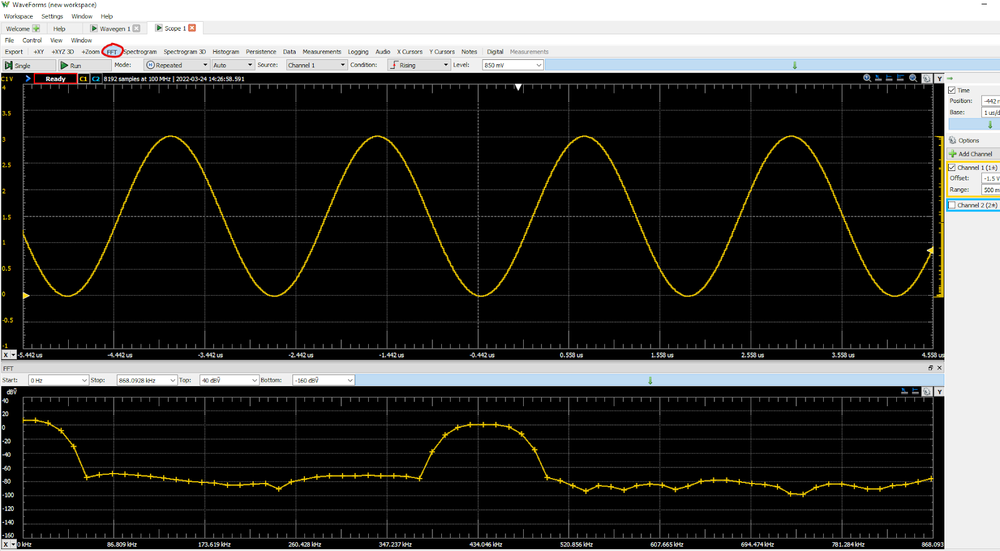 WaveForms (new workspace)
Workspace Settings Window Help
Welcome Help Wavegen 1 Scope 1
File Control View Window
Export +XY +XYZ 3D +Zoom FFT Spectrogram Spectrogram 3D Histogram Persistence Data Measurements Logging Audio X Cursors Y Cursors Notes Digital Measurements
Single Run Mode: Repeated Auto Source: Channel 1 Condition: Rising Level: 850 mV
C1 V Ready C1 C2 8192 samples at 100 MHz | 2022-03-24 14:26:58.591 Y
4
3.5
3
2.5
2
1.5
1
0.5
0
-0.5
-1
X -5.442 us -4.442 us -3.442 us -2.442 us -1.442 us -0.442 us 0.558 us 1.558 us 2.558 us 3.558 us 4.558 us
Time
Position: -442 n
Base: 1 us/d
Options
Add Channel
Channel 1 (1±)
Offset: -1.5 V
Range: 500 m
Channel 2 (2±)
FFT
Start: 0 Hz Stop: 868.0928 kHz Top: 40 dBṼ Bottom: -160 dBṼ
dBṼ Y
40
20
0
-20
-40
-60
-80
-100
-120
-140
-160
X 0 kHz 86.809 kHz 173.619 kHz 260.428 kHz 347.237 kHz 434.046 kHz 520.856 kHz 607.665 kHz 694.474 kHz 781.284 kHz 868.093